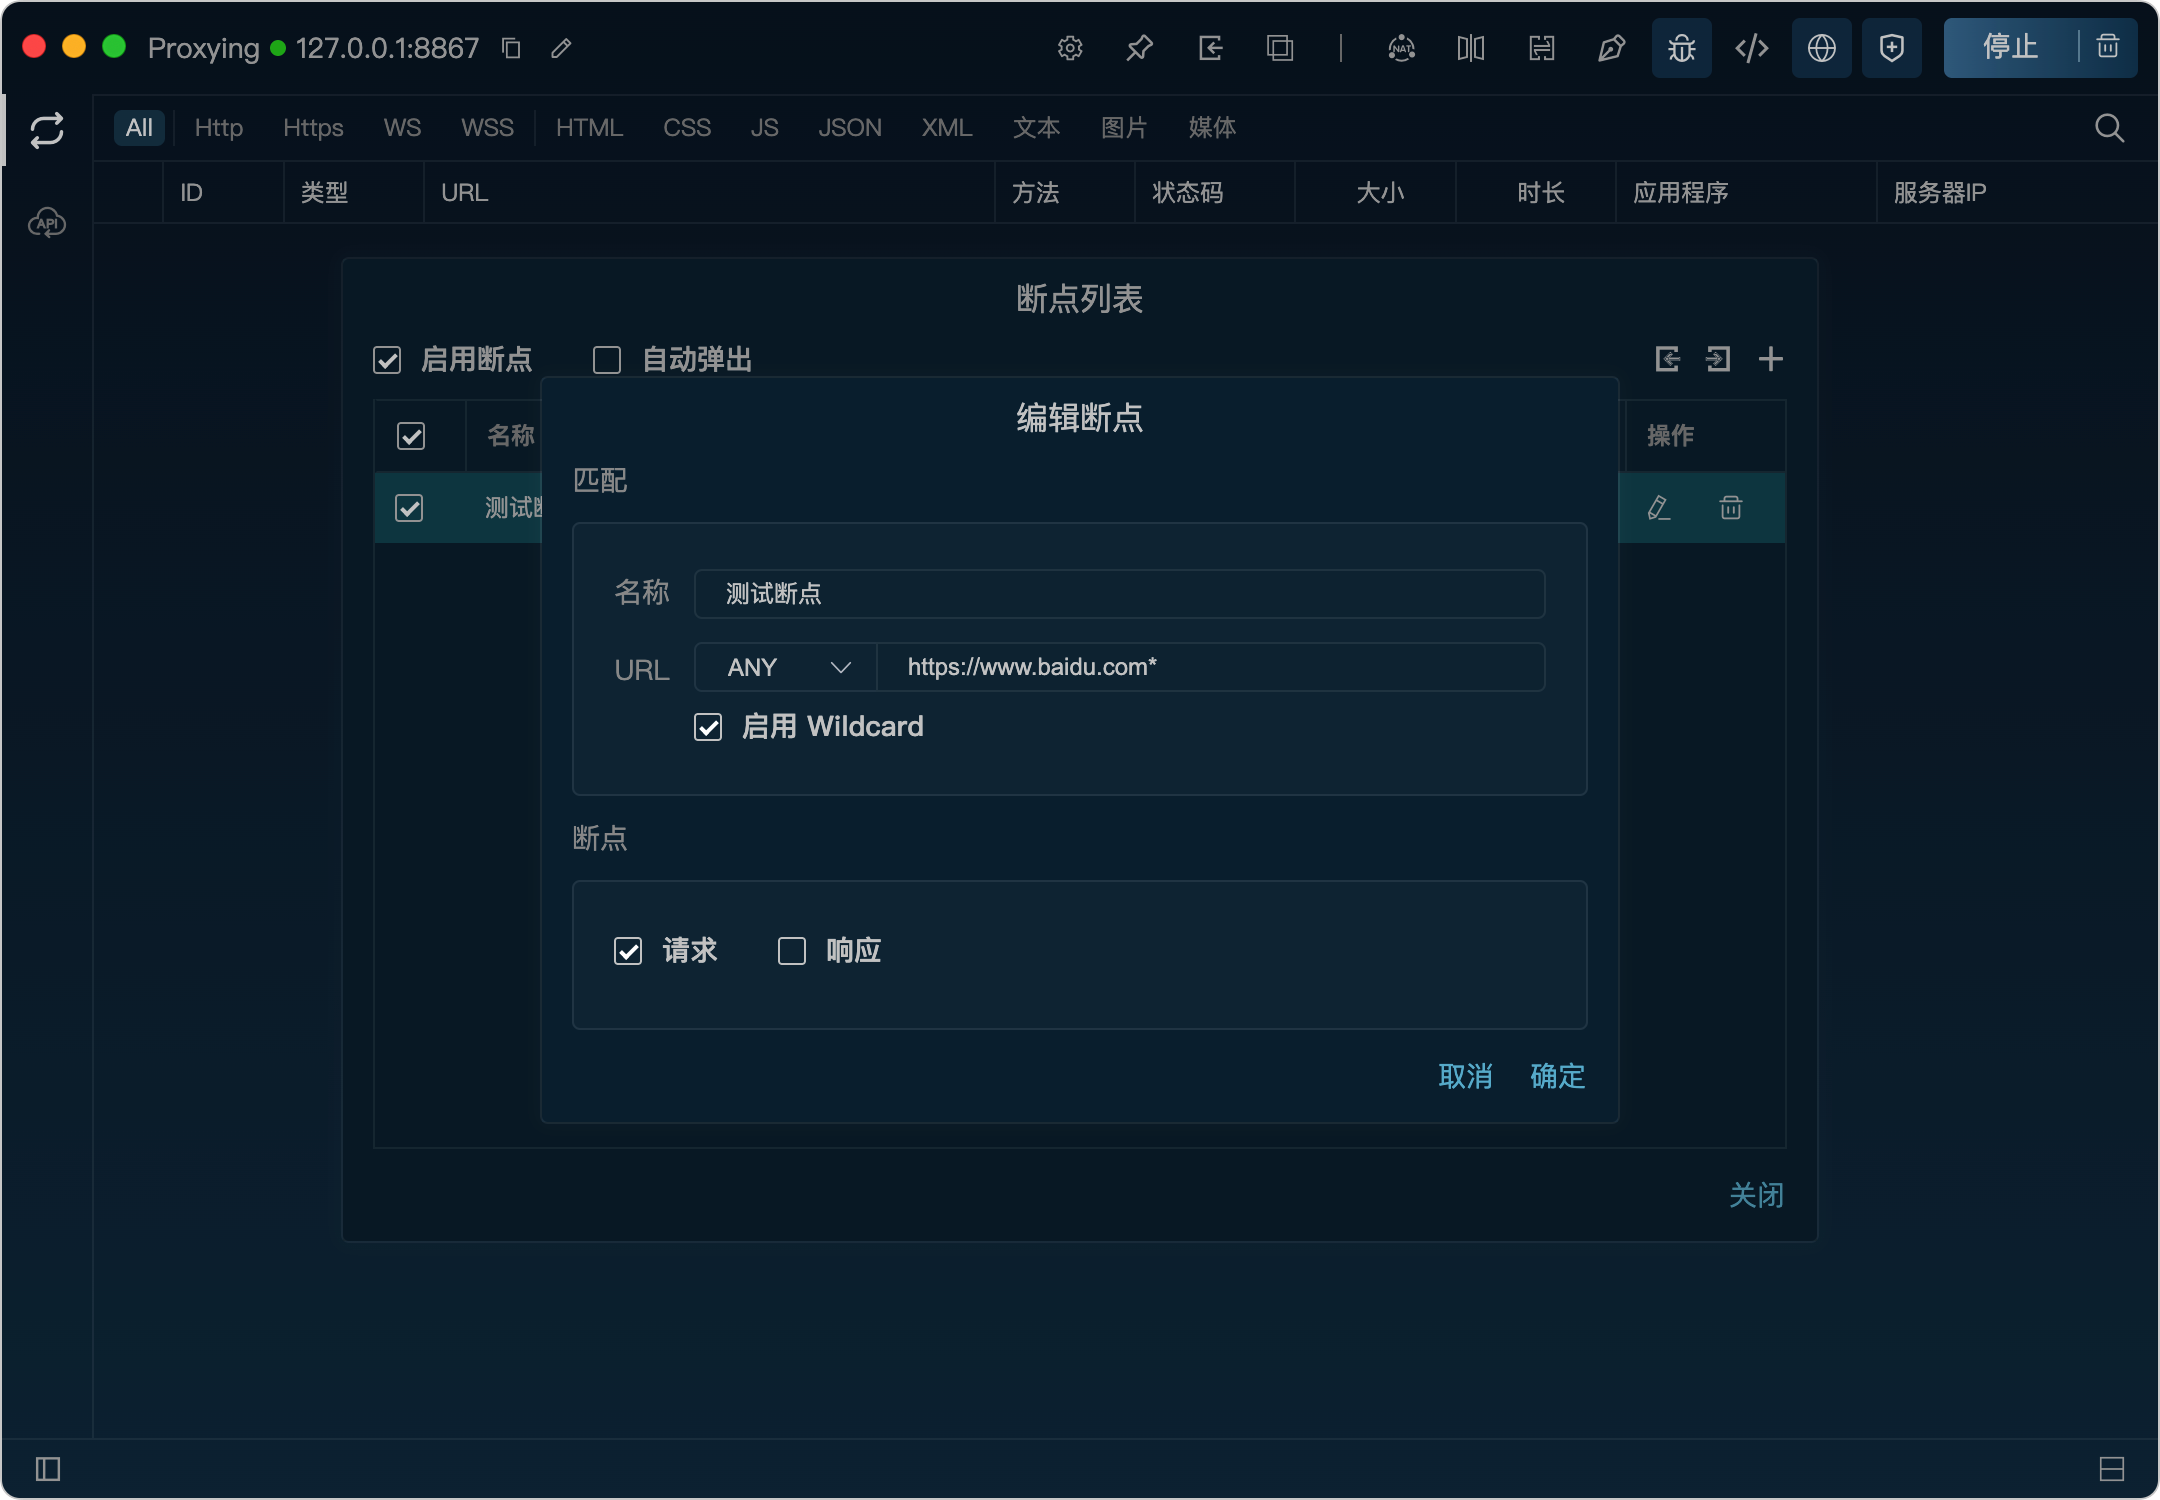 Proxying 127.0.0.1:8867
NAT
停止
All Http Https WS WSS HTML CSS JS JSON XML 文本 图片 媒体
API
ID 类型 URL 方法 状态码 大小 时长 应用程序 服务器IP
断点列表
启用断点 自动弹出
名称 操作
测试
编辑断点
匹配
名称 测试断点
URL ANY https://www.baidu.com*
启用 Wildcard
断点
请求 响应
取消 确定
关闭